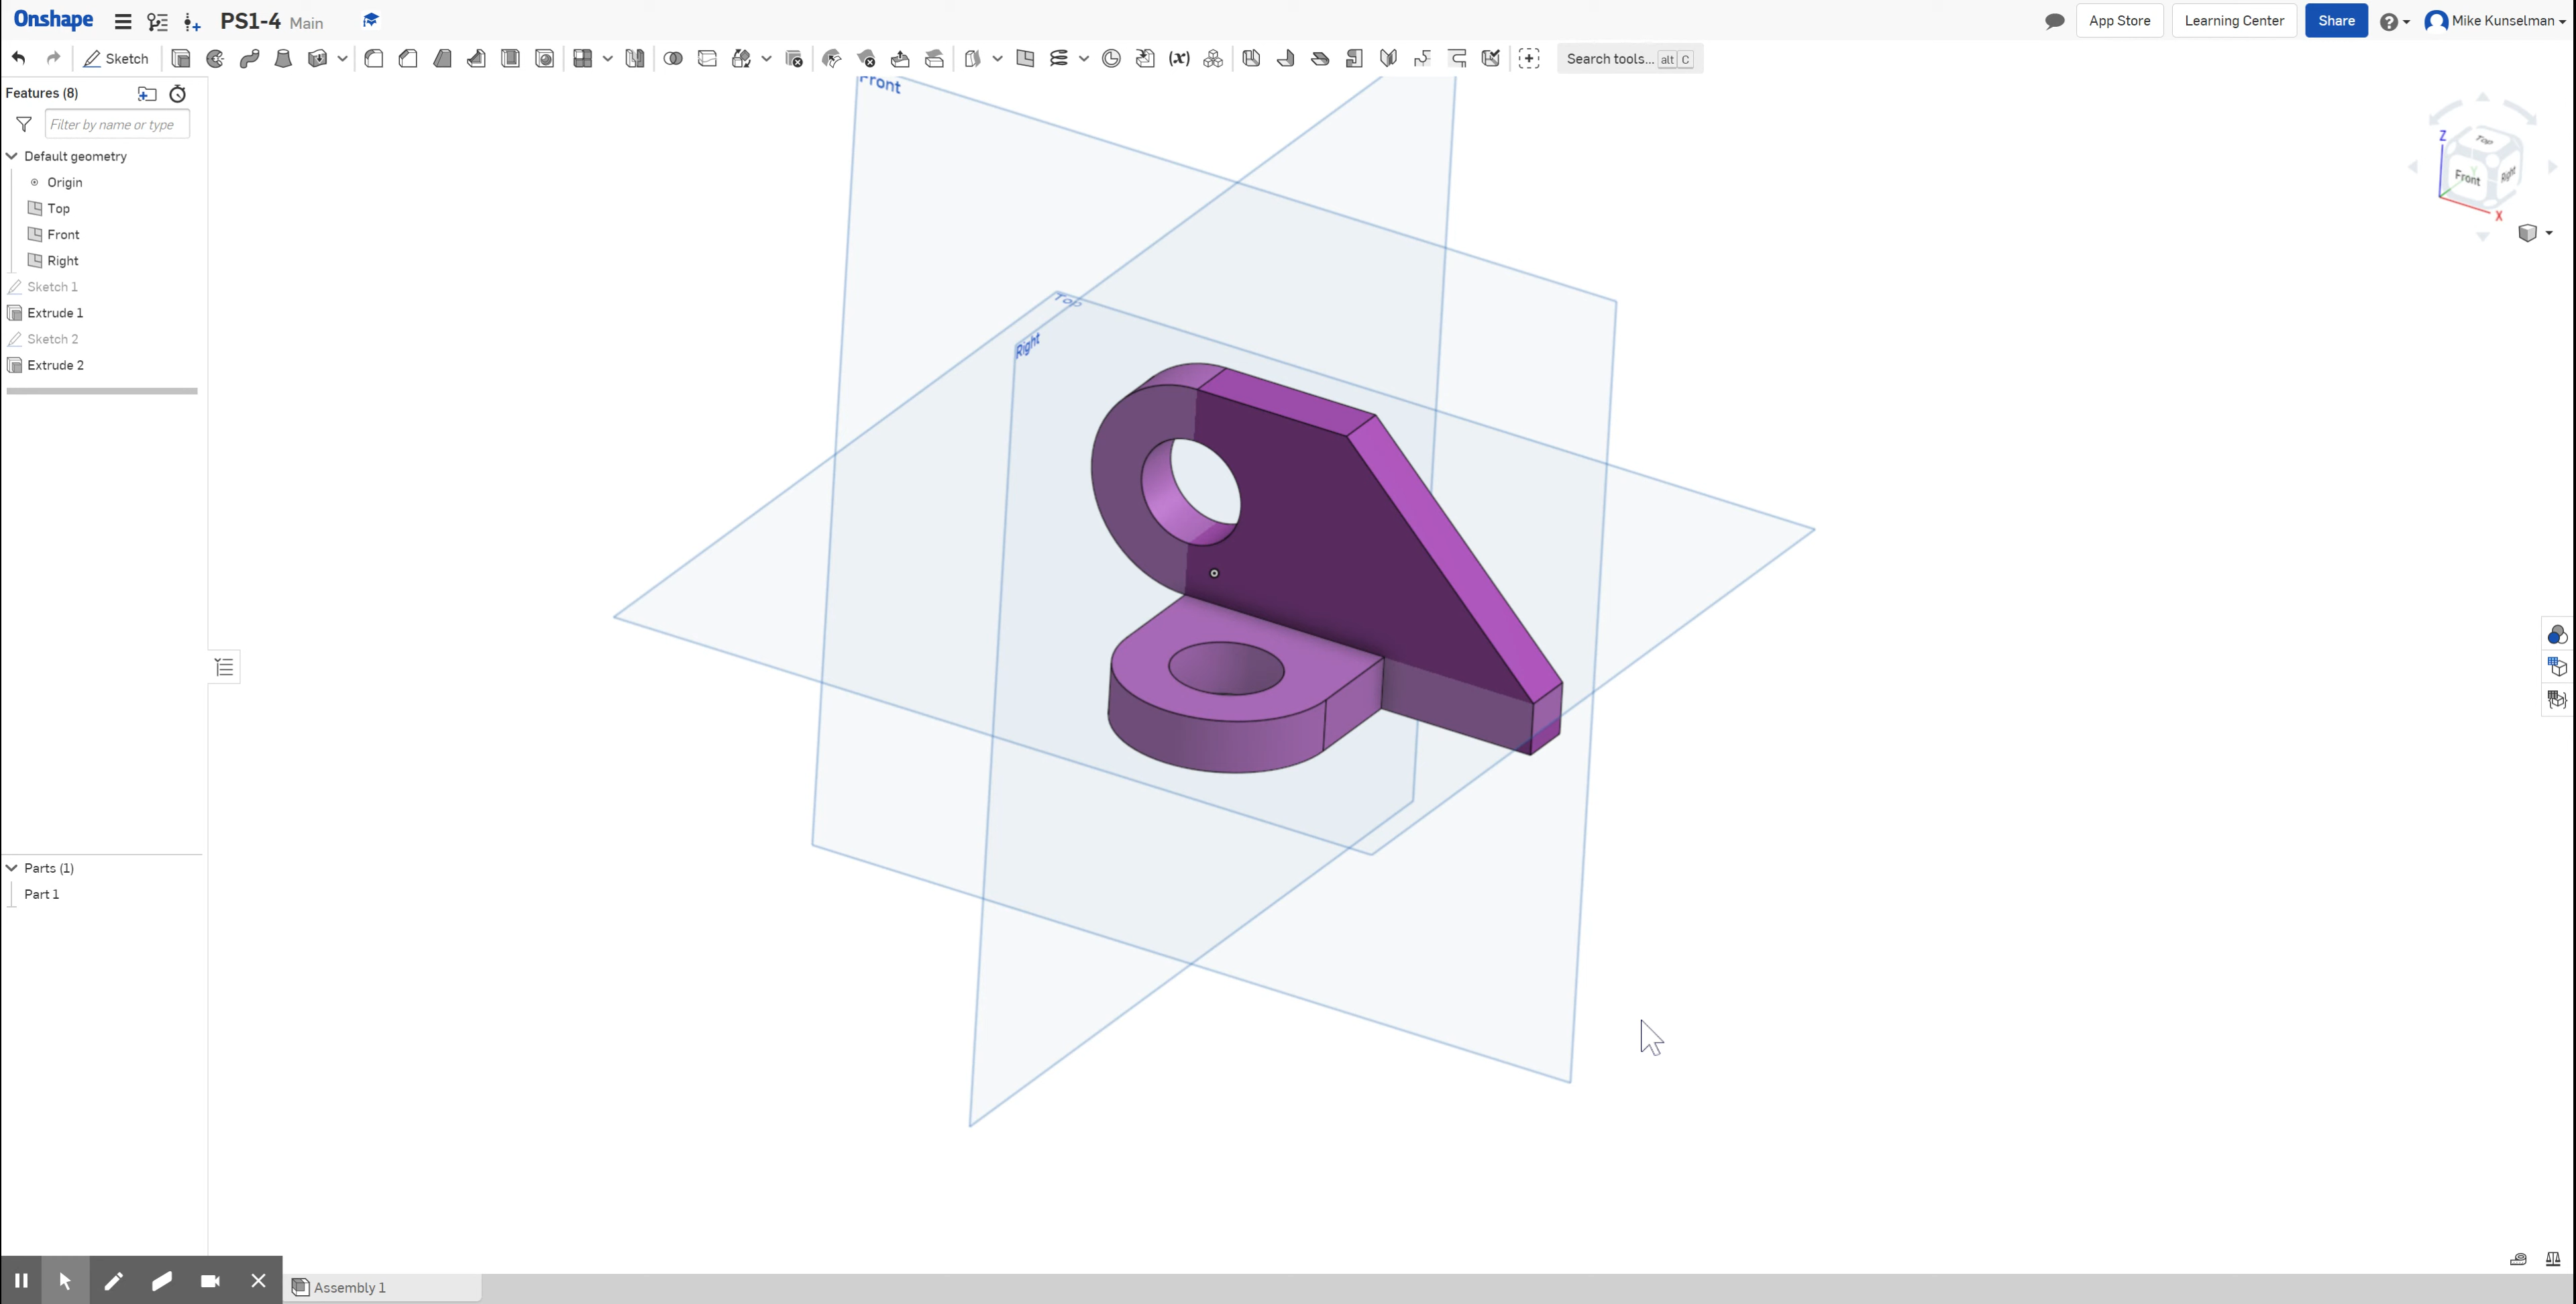 Onshape PS1-4 Main App Store Learning Center Share Mike Kunselman
Sketch (x) Search tools... alt C
Features (8)
Filter by name or type
Default geometry
Origin
Top
Front
Right
Sketch 1
Extrude 1
Sketch 2
Extrude 2
Parts (1)
Part 1
Front
Top
Right
Z
Top
Front
Right
Y
X
Assembly 1